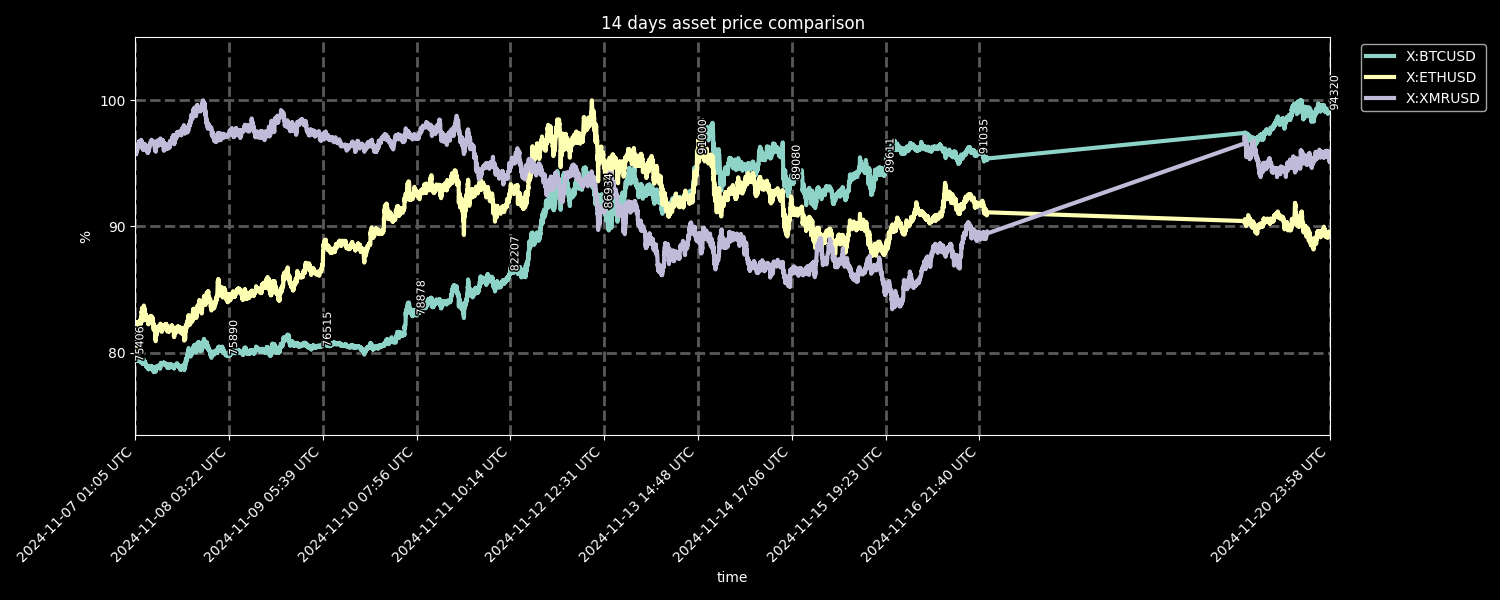 14 days asset price comparison
X:BTCUSD
X:ETHUSD
X:XMRUSD
100
90
80
%
75406
75890
76515
78878
82207
86934
91000
89080
89611
91035
94320
2024-11-07 01:05 UTC
2024-11-08 03:22 UTC
2024-11-09 05:39 UTC
2024-11-10 07:56 UTC
2024-11-11 10:14 UTC
2024-11-12 12:31 UTC
2024-11-13 14:48 UTC
2024-11-14 17:06 UTC
2024-11-15 19:23 UTC
2024-11-16 21:40 UTC
2024-11-20 23:58 UTC
time